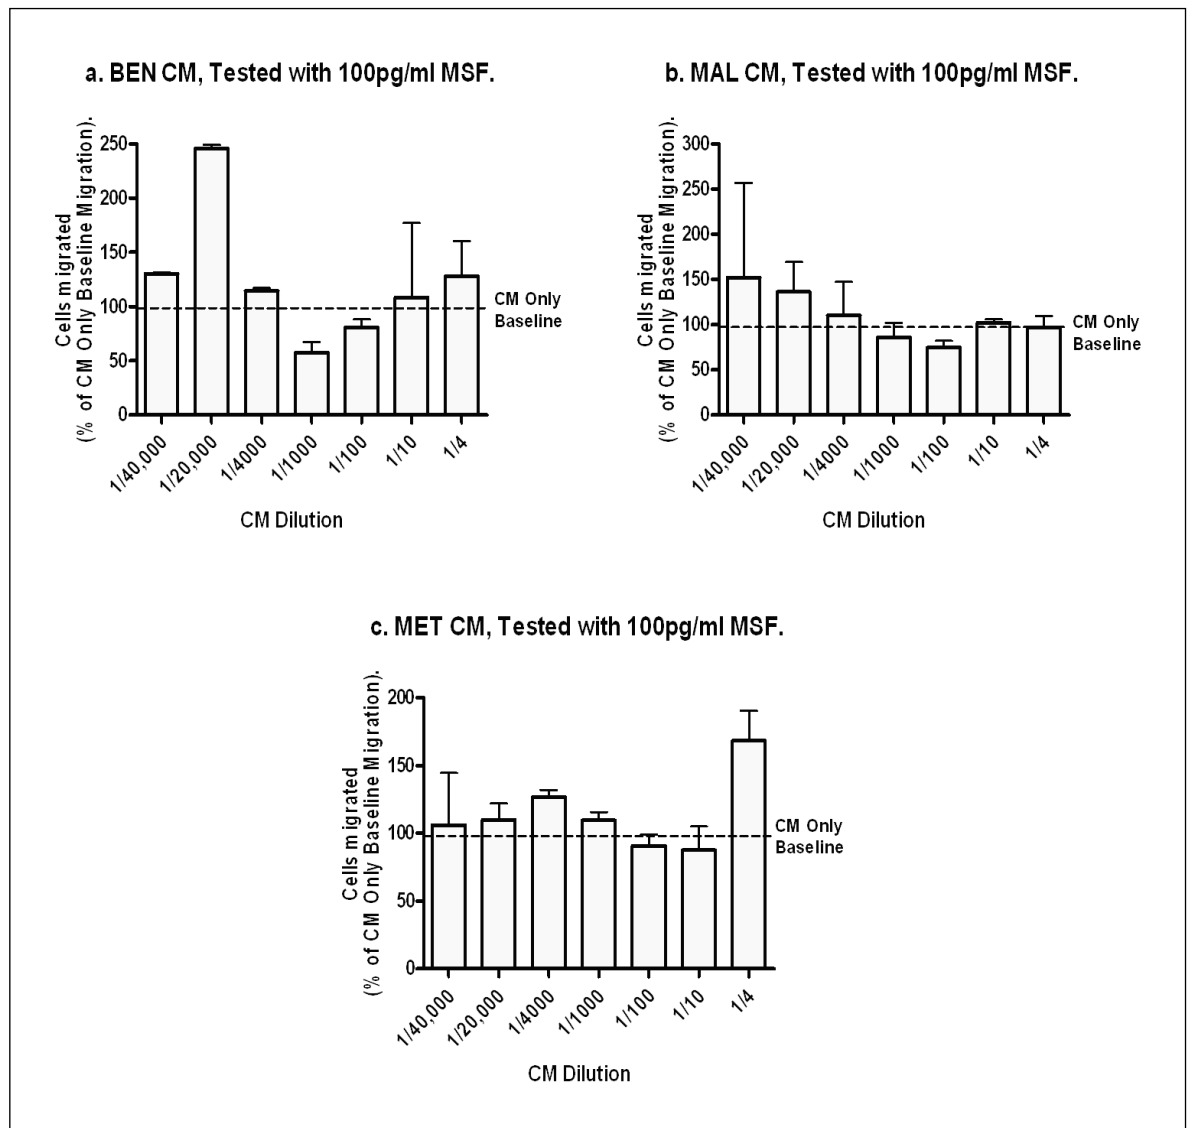 a. BEN CM, Tested with 100pg/ml MSF.
Cells migrated
(% of CM Only Baseline Migration).
250
200
150
100
50
0
CM Only
Baseline
1/40,000
1/20,000
1/4000
1/1000
1/100
1/10
1/4
CM Dilution
b. MAL CM, Tested with 100pg/ml MSF.
Cells migrated
(% of CM Only Baseline Migration).
300
250
200
150
100
50
0
CM Only
Baseline
1/40,000
1/20,000
1/4000
1/1000
1/100
1/10
1/4
CM Dilution
c. MET CM, Tested with 100pg/ml MSF.
Cells migrated
(% of CM Only Baseline Migration).
200
150
100
50
0
CM Only
Baseline
1/40,000
1/20,000
1/4000
1/1000
1/100
1/10
1/4
CM Dilution